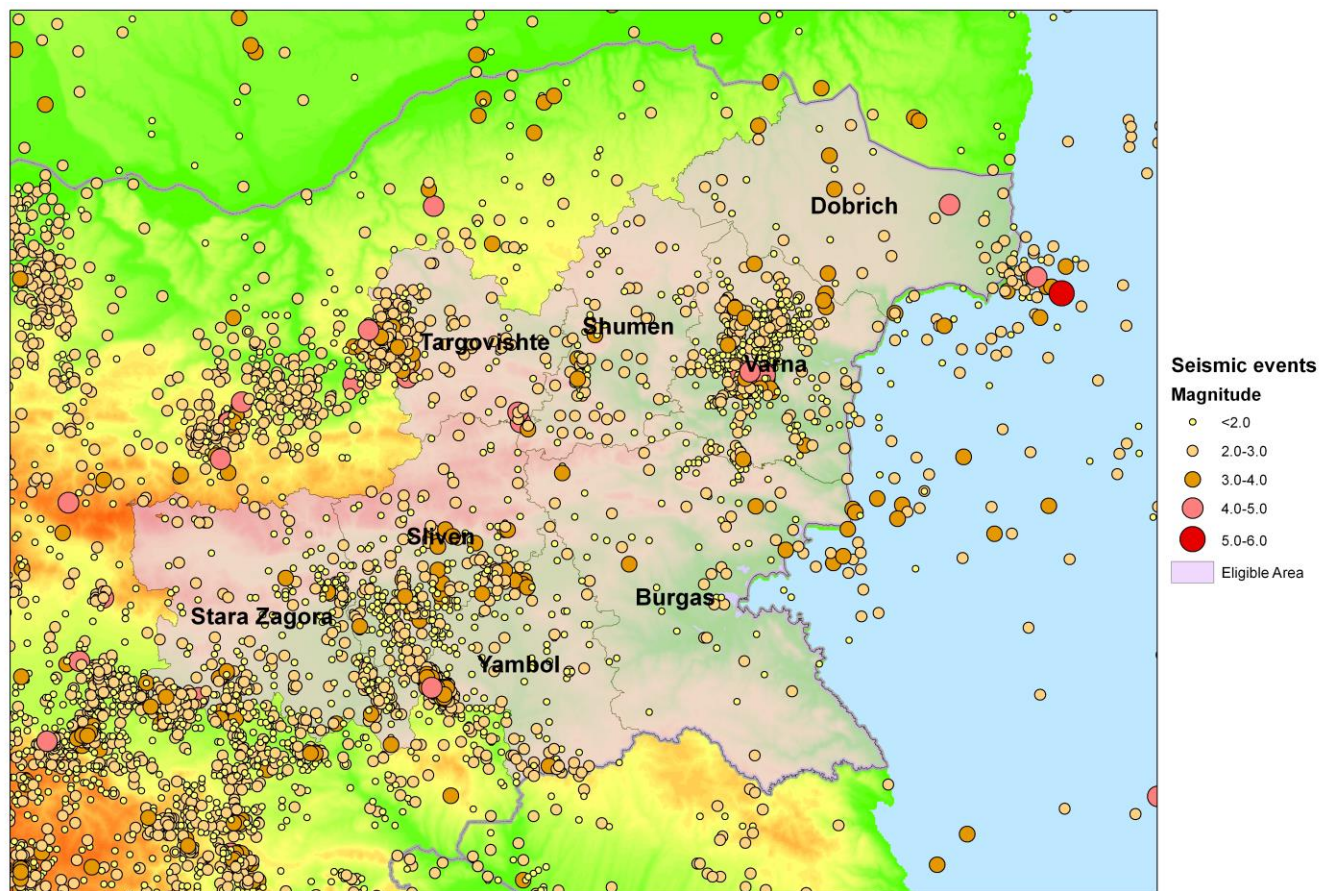 Dobrich
Targovishte
Shumen
Varna
Sliven
Stara Zagora
Burgas
Yambol
Seismic events
Magnitude
<2.0
2.0-3.0
3.0-4.0
4.0-5.0
5.0-6.0
Eligible Area